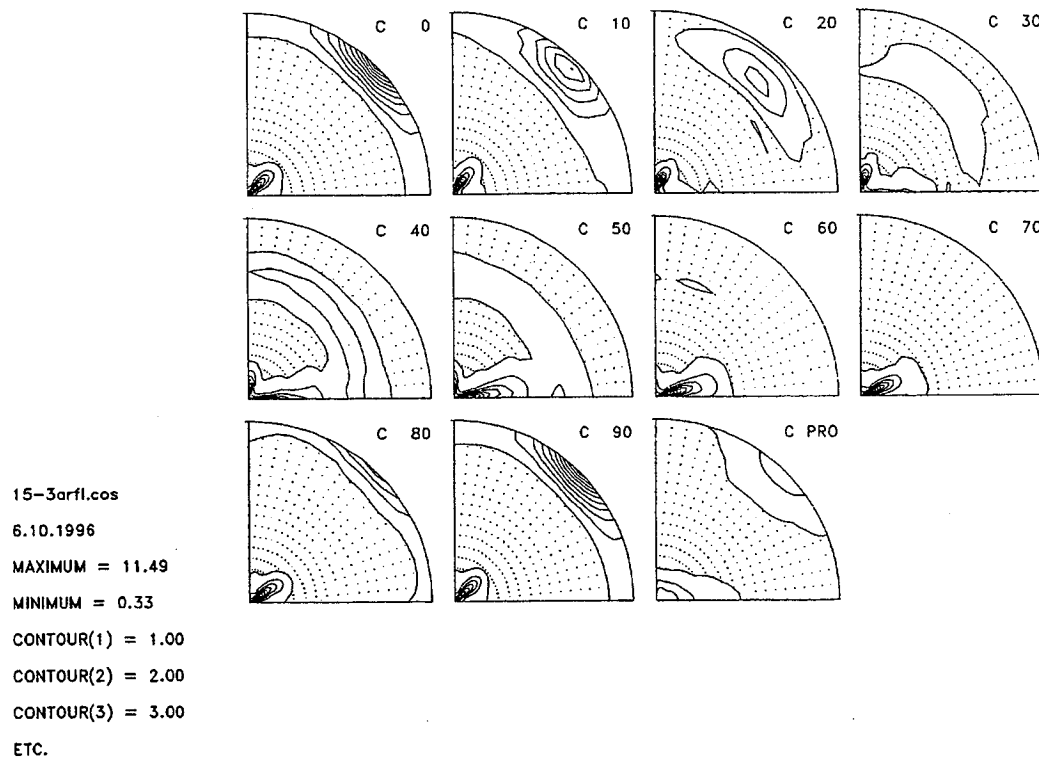 C 0
C 10
C 20
C 30
C 40
C 50
C 60
C 70
C 80
C 90
C PRO
15-3arfl.cos
6.10.1996
MAXIMUM = 11.49
MINIMUM = 0.33
CONTOUR(1) = 1.00
CONTOUR(2) = 2.00
CONTOUR(3) = 3.00
ETC.